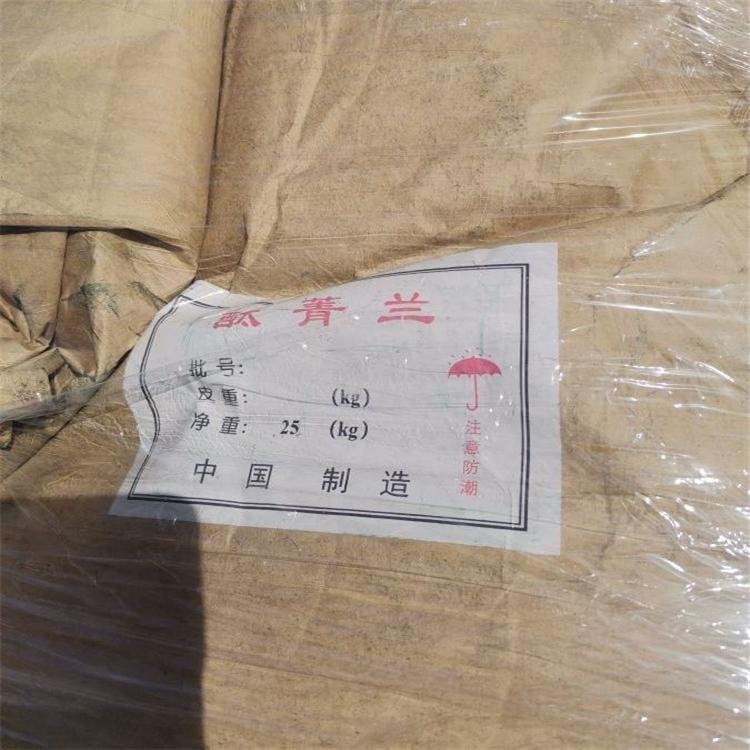 酞菁兰
批号:
皮重: (kg)
净重: 25 (kg)
中国 制造
注意防潮